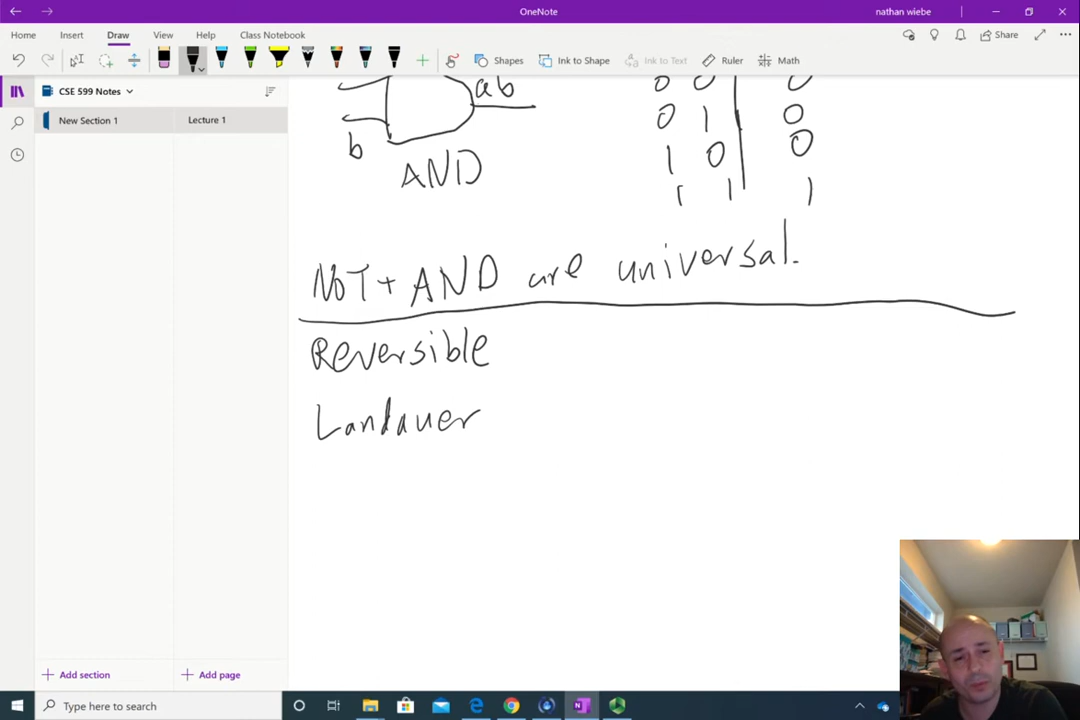 OneNote
nathan wiebe
Home Insert Draw View Help Class Notebook
Share
Shapes Ink to Shape Ink to Text Ruler Math
CSE 599 Notes
New Section 1 Lecture 1
ab
0 0 | 0
0 1 | 0
b
1 0 | 0
AND
1 1 | 1
NOT + AND are universal.
Reversible
Landauer
Add section Add page
Type here to search